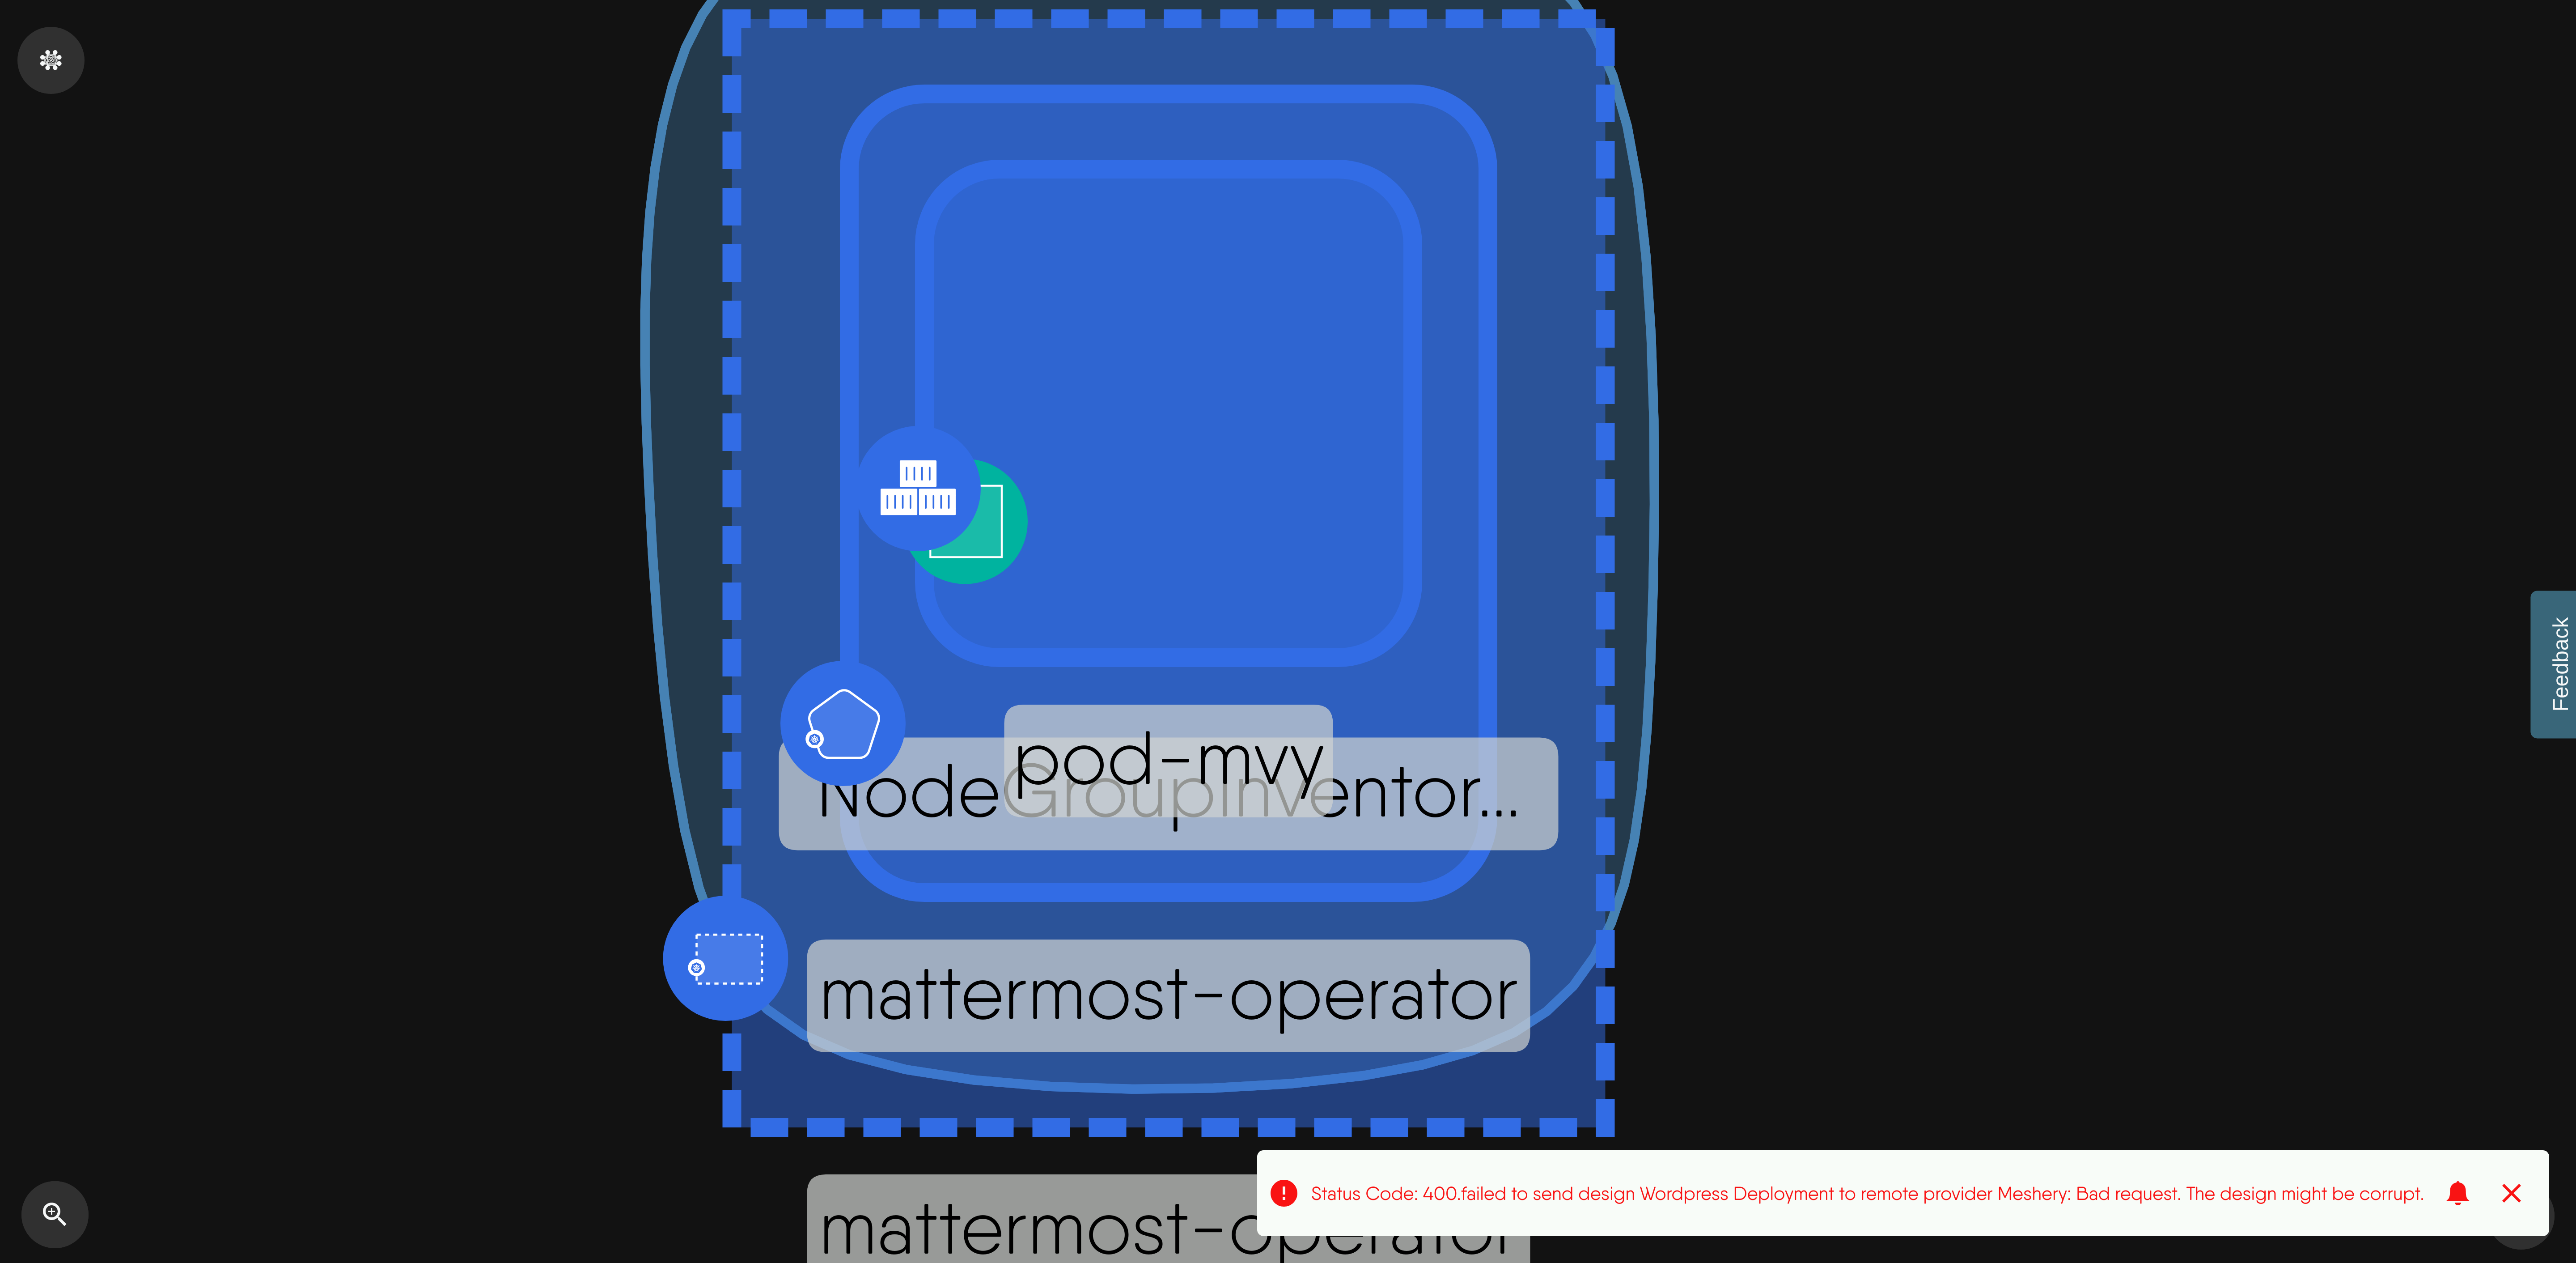 pod-mvy
NodeGroupInventor...
mattermost-operator
mattermost-operator
Feedback
Status Code: 400.failed to send design Wordpress Deployment to remote provider Meshery: Bad request. The design might be corrupt.